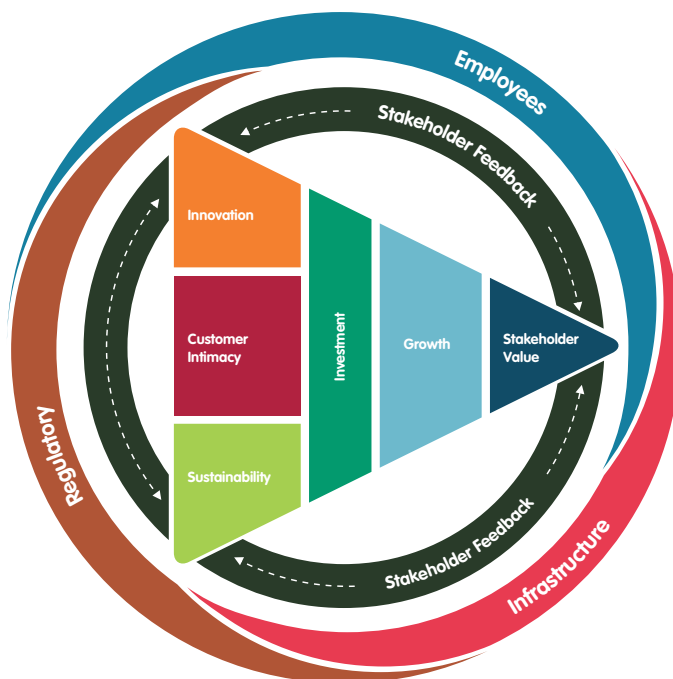 Employees
Stakeholder Feedback
Innovation
Customer
Intimacy
Sustainability
Investment
Growth
Stakeholder
Value
Regulatory
Stakeholder Feedback
Infrastructure